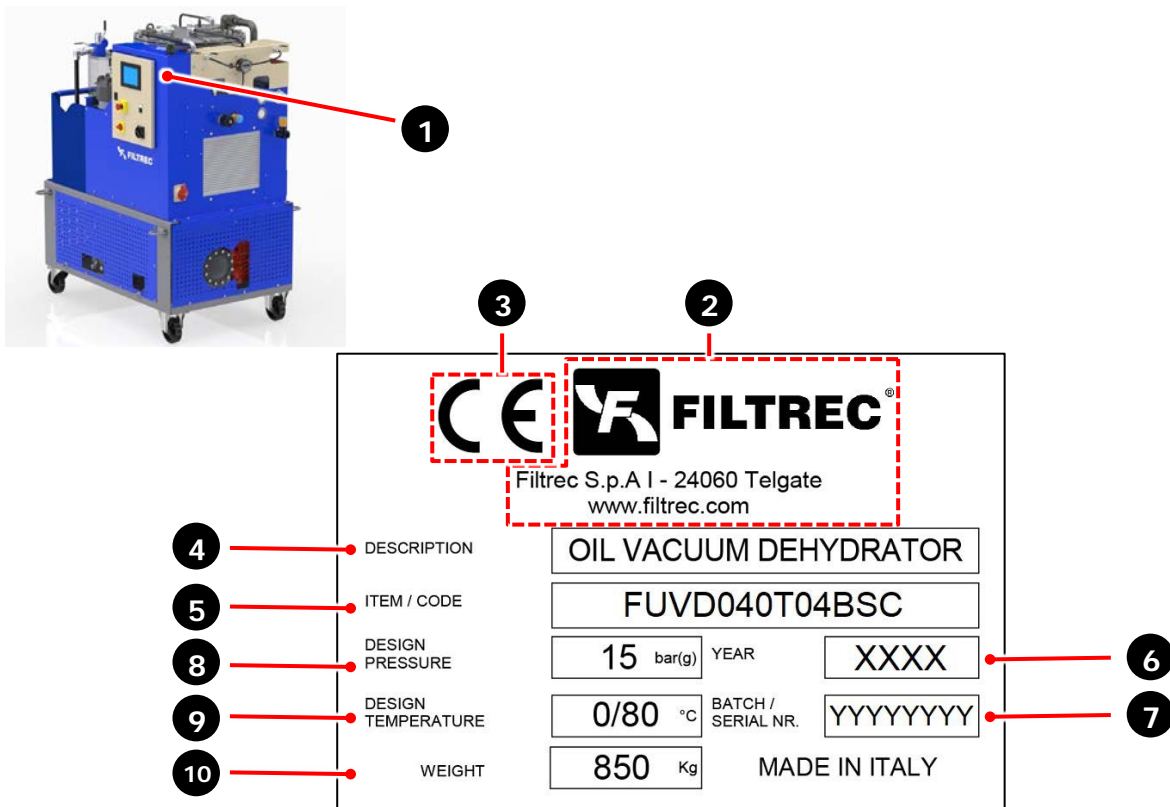 FILTREC
1
3
2
CE
FILTREC®
Filtrec S.p.A I - 24060 Telgate
www.filtrec.com
4 DESCRIPTION OIL VACUUM DEHYDRATOR
5 ITEM / CODE FUVD040T04BSC
8 DESIGN PRESSURE 15 bar(g) YEAR XXXX 6
9 DESIGN TEMPERATURE 0/80 °C BATCH / SERIAL NR. YYYYYYYY 7
10 WEIGHT 850 Kg MADE IN ITALY